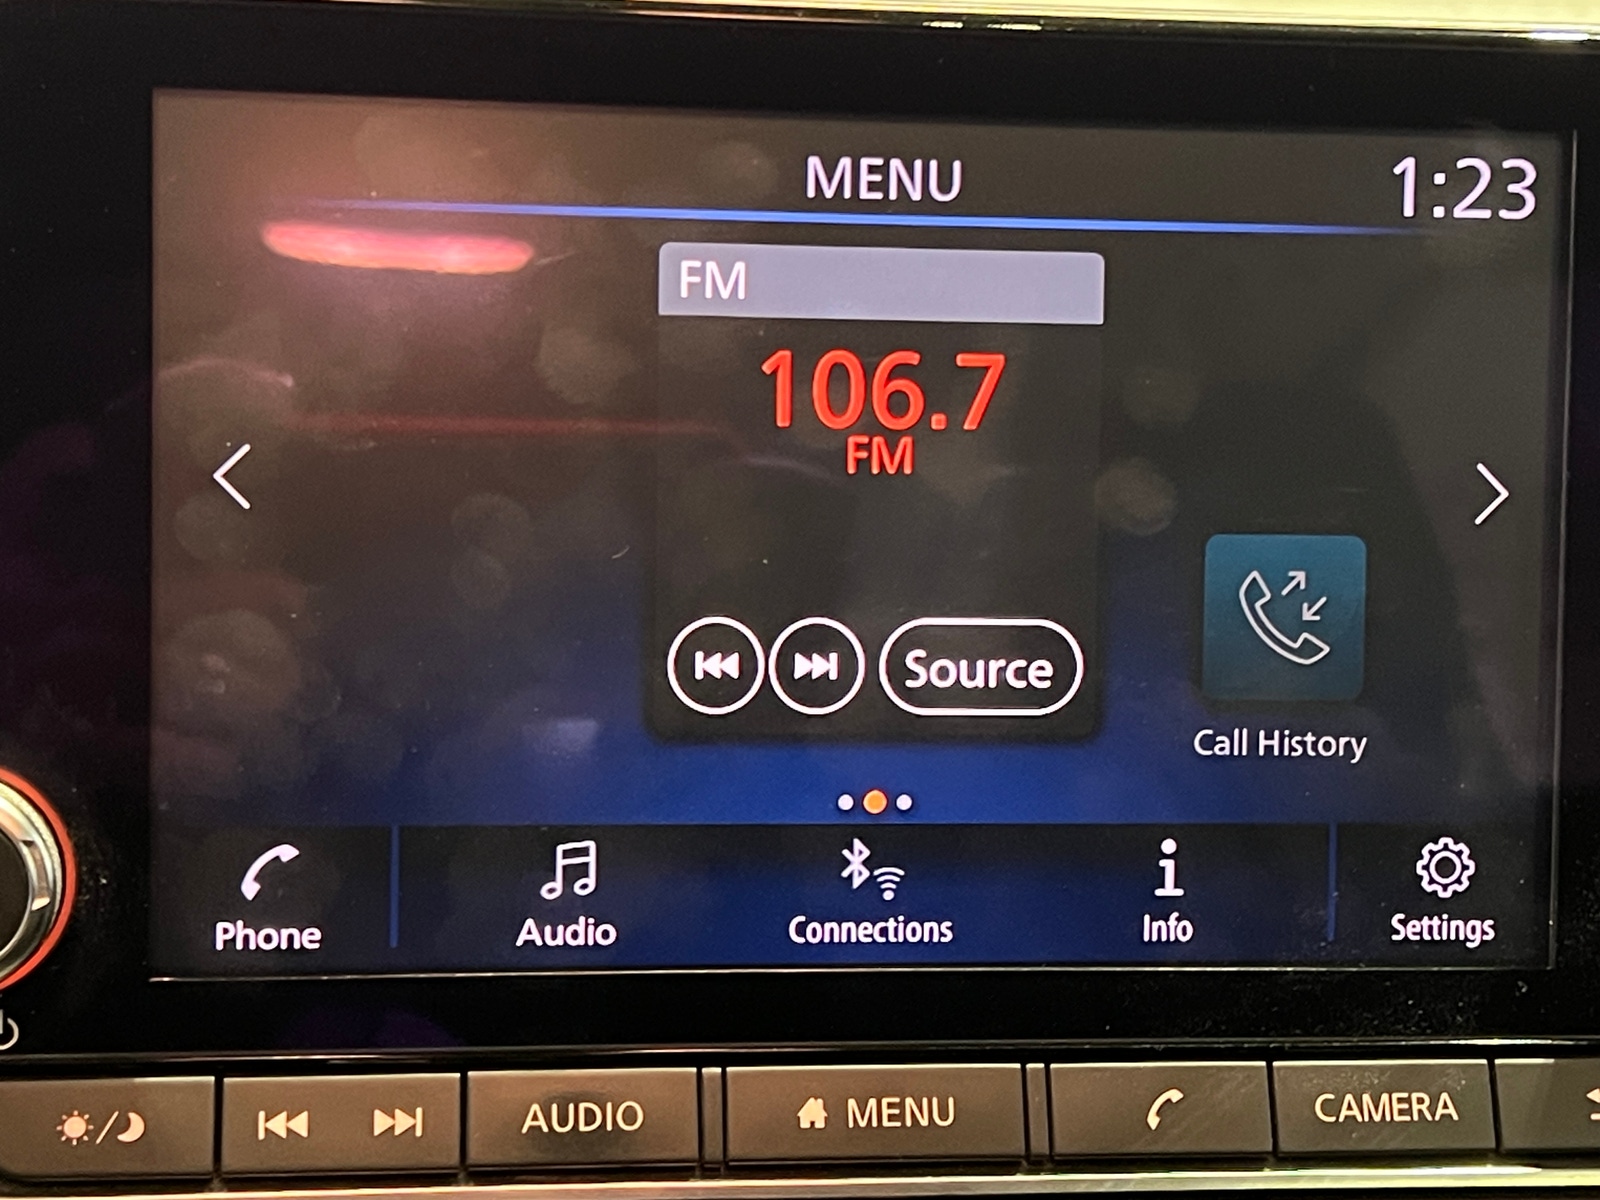 MENU
1:23
FM
106.7
FM
Source
Call History
Phone
Audio
Connections
Info
Settings
AUDIO
MENU
CAMERA